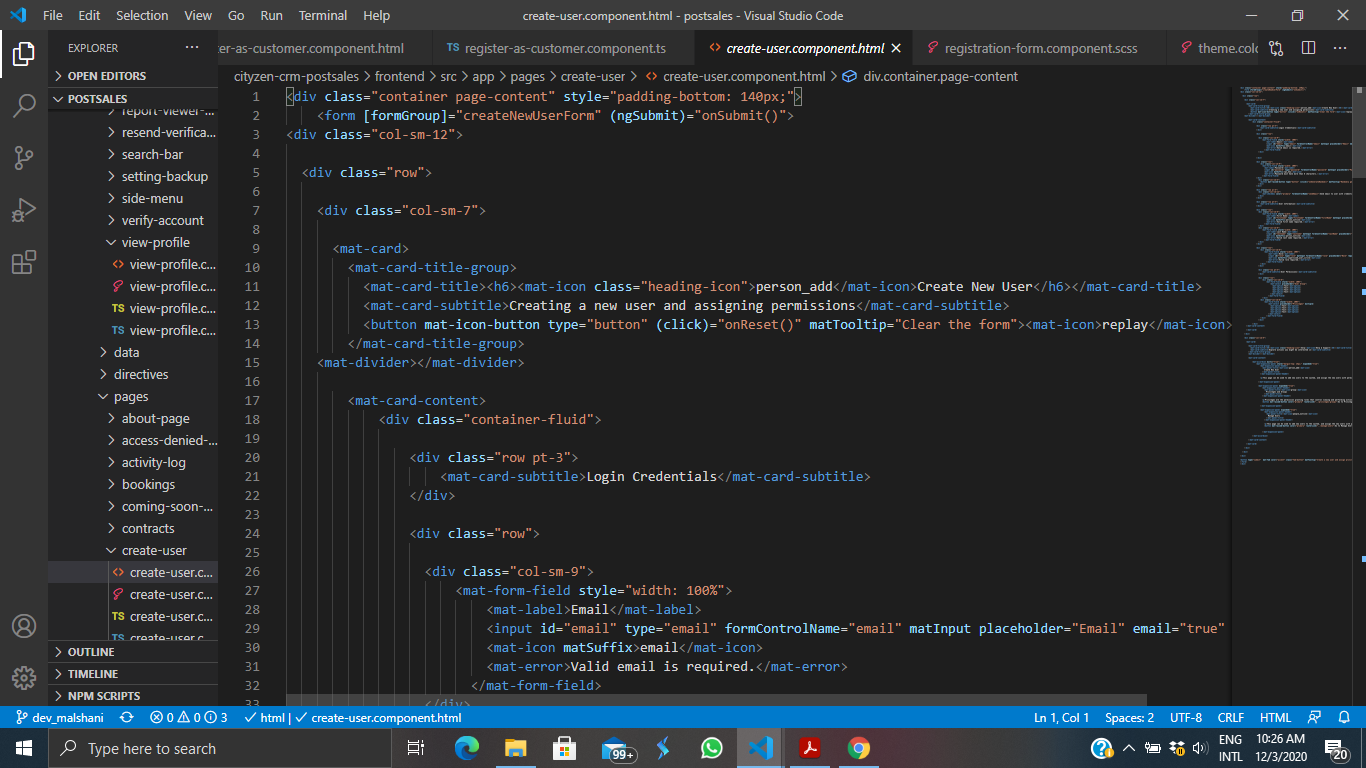 File Edit Selection View Go Run Terminal Help
create-user.component.html - postsales - Visual Studio Code
EXPLORER
er-as-customer.component.html
TS register-as-customer.component.ts
create-user.component.html
registration-form.component.scss
theme.col
OPEN EDITORS
cityzen-crm-postsales > frontend > src > app > pages > create-user > create-user.component.html > div.container.page-content
POSTSALES
report-viewer-...
resend-verifica...
search-bar
setting-backup
side-menu
verify-account
view-profile
view-profile.c...
view-profile.c...
TS view-profile.c...
TS view-profile.c...
data
directives
pages
about-page
access-denied-...
activity-log
bookings
coming-soon-...
contracts
create-user
create-user.c...
create-user.c...
TS create-user.c...
TS create-user.c...
OUTLINE
TIMELINE
NPM SCRIPTS
1 <div class="container page-content" style="padding-bottom: 140px;">
2 <form [formGroup]="createNewUserForm" (ngSubmit)="onSubmit()">
3 <div class="col-sm-12">
4
5 <div class="row">
6
7 <div class="col-sm-7">
8
9 <mat-card>
10 <mat-card-title-group>
11 <mat-card-title><h6><mat-icon class="heading-icon">person_add</mat-icon>Create New User</h6></mat-card-title>
12 <mat-card-subtitle>Creating a new user and assigning permissions</mat-card-subtitle>
13 <button mat-icon-button type="button" (click)="onReset()" matTooltip="Clear the form"><mat-icon>replay</mat-icon>
14 </mat-card-title-group>
15 <mat-divider></mat-divider>
16
17 <mat-card-content>
18 <div class="container-fluid">
19
20 <div class="row pt-3">
21 <mat-card-subtitle>Login Credentials</mat-card-subtitle>
22 </div>
23
24 <div class="row">
25
26 <div class="col-sm-9">
27 <mat-form-field style="width: 100%">
28 <mat-label>Email</mat-label>
29 <input id="email" type="email" formControlName="email" matInput placeholder="Email" email="true"
30 <mat-icon matSuffix>email</mat-icon>
31 <mat-error>Valid email is required.</mat-error>
32 </mat-form-field>
33 </div>
dev_malshani 0 0 3 html | create-user.component.html
Ln 1, Col 1 Spaces: 2 UTF-8 CRLF HTML
Type here to search
99+
ENG
INTL
10:26 AM
12/3/2020
20